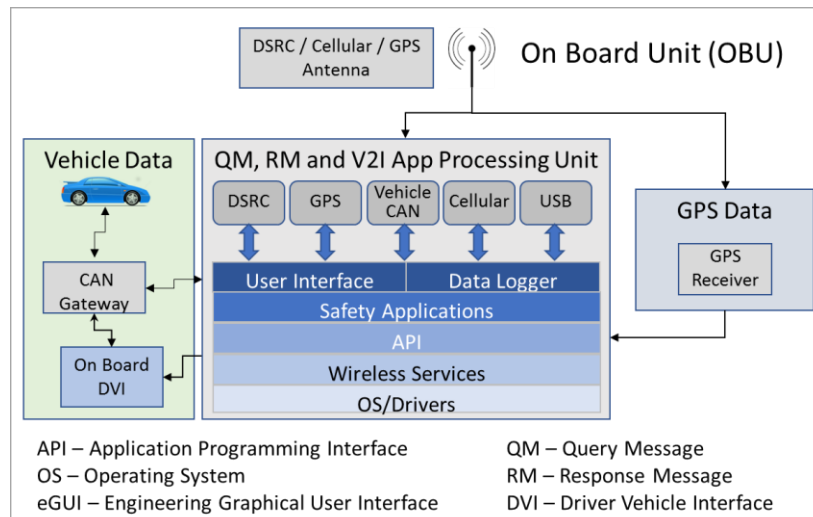 DSRC / Cellular / GPS
Antenna
On Board Unit (OBU)
Vehicle Data
CAN
Gateway
On Board
DVI
QM, RM and V2I App Processing Unit
DSRC
GPS
Vehicle
CAN
Cellular
USB
User Interface
Data Logger
Safety Applications
API
Wireless Services
OS/Drivers
GPS Data
GPS
Receiver
API – Application Programming Interface
OS – Operating System
eGUI – Engineering Graphical User Interface
QM – Query Message
RM – Response Message
DVI – Driver Vehicle Interface